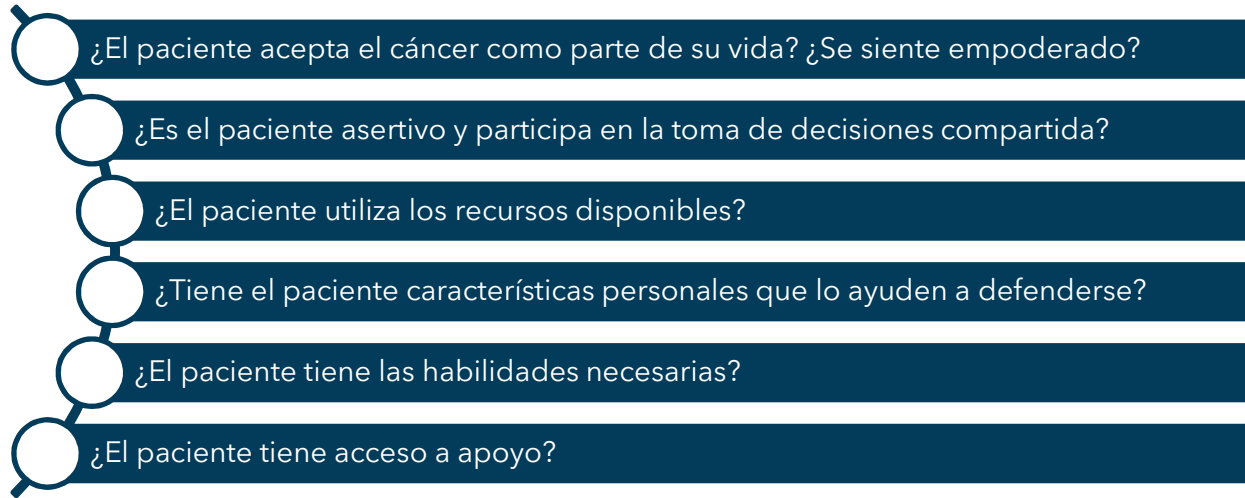 ¿El paciente acepta el cáncer como parte de su vida? ¿Se siente empoderado?
¿Es el paciente asertivo y participa en la toma de decisiones compartida?
¿El paciente utiliza los recursos disponibles?
¿Tiene el paciente características personales que lo ayuden a defenderse?
¿El paciente tiene las habilidades necesarias?
¿El paciente tiene acceso a apoyo?